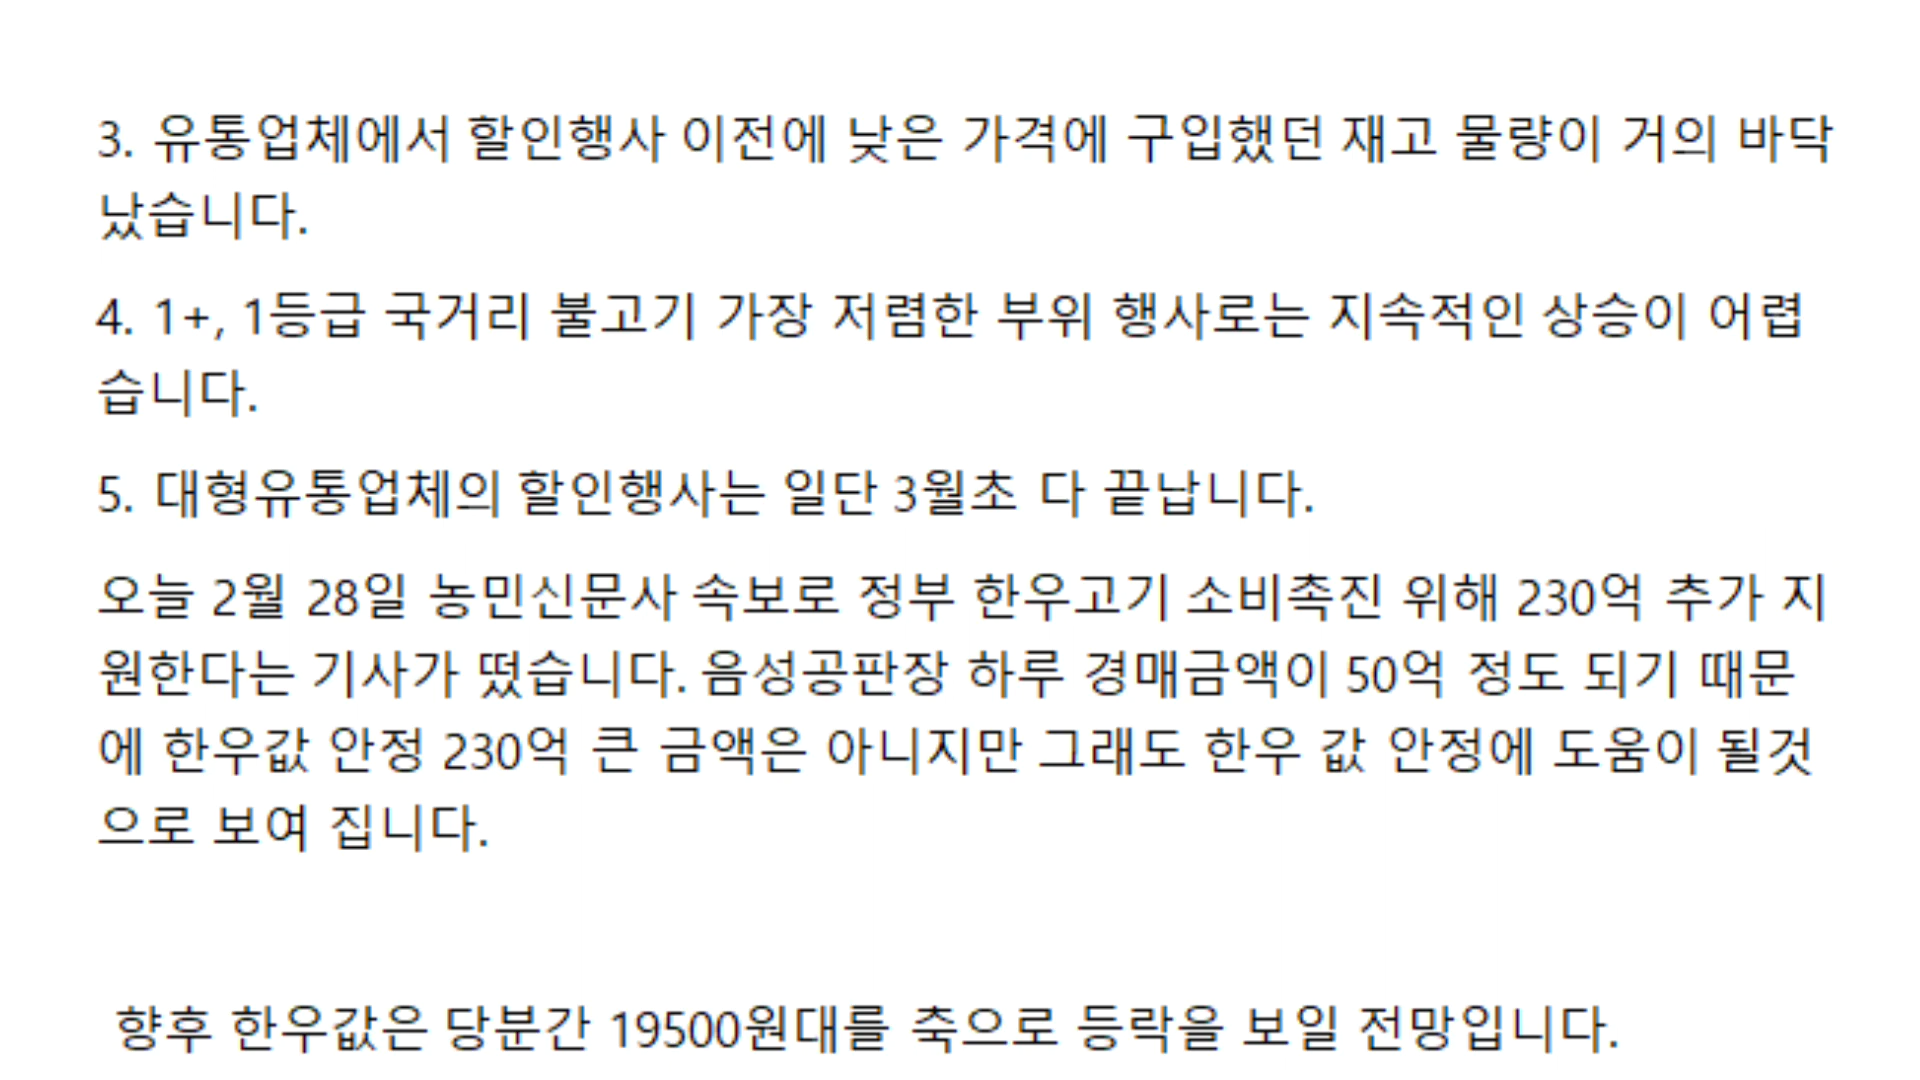 3. 유통업체에서 할인행사 이전에 낮은 가격에 구입했던 재고 물량이 거의 바닥
났습니다.
4. 1+, 1등급 국거리 불고기 가장 저렴한 부위 행사로는 지속적인 상승이 어렵
습니다.
5. 대형유통업체의 할인행사는 일단 3월초 다 끝납니다.
오늘 2월 28일 농민신문사 속보로 정부 한우고기 소비촉진 위해 230억 추가 지
원한다는 기사가 떴습니다. 음성공판장 하루 경매금액이 50억 정도 되기 때문
에 한우값 안정 230억 큰 금액은 아니지만 그래도 한우 값 안정에 도움이 될것
으로 보여 집니다.
향후 한우값은 당분간 19500원대를 축으로 등락을 보일 전망입니다.